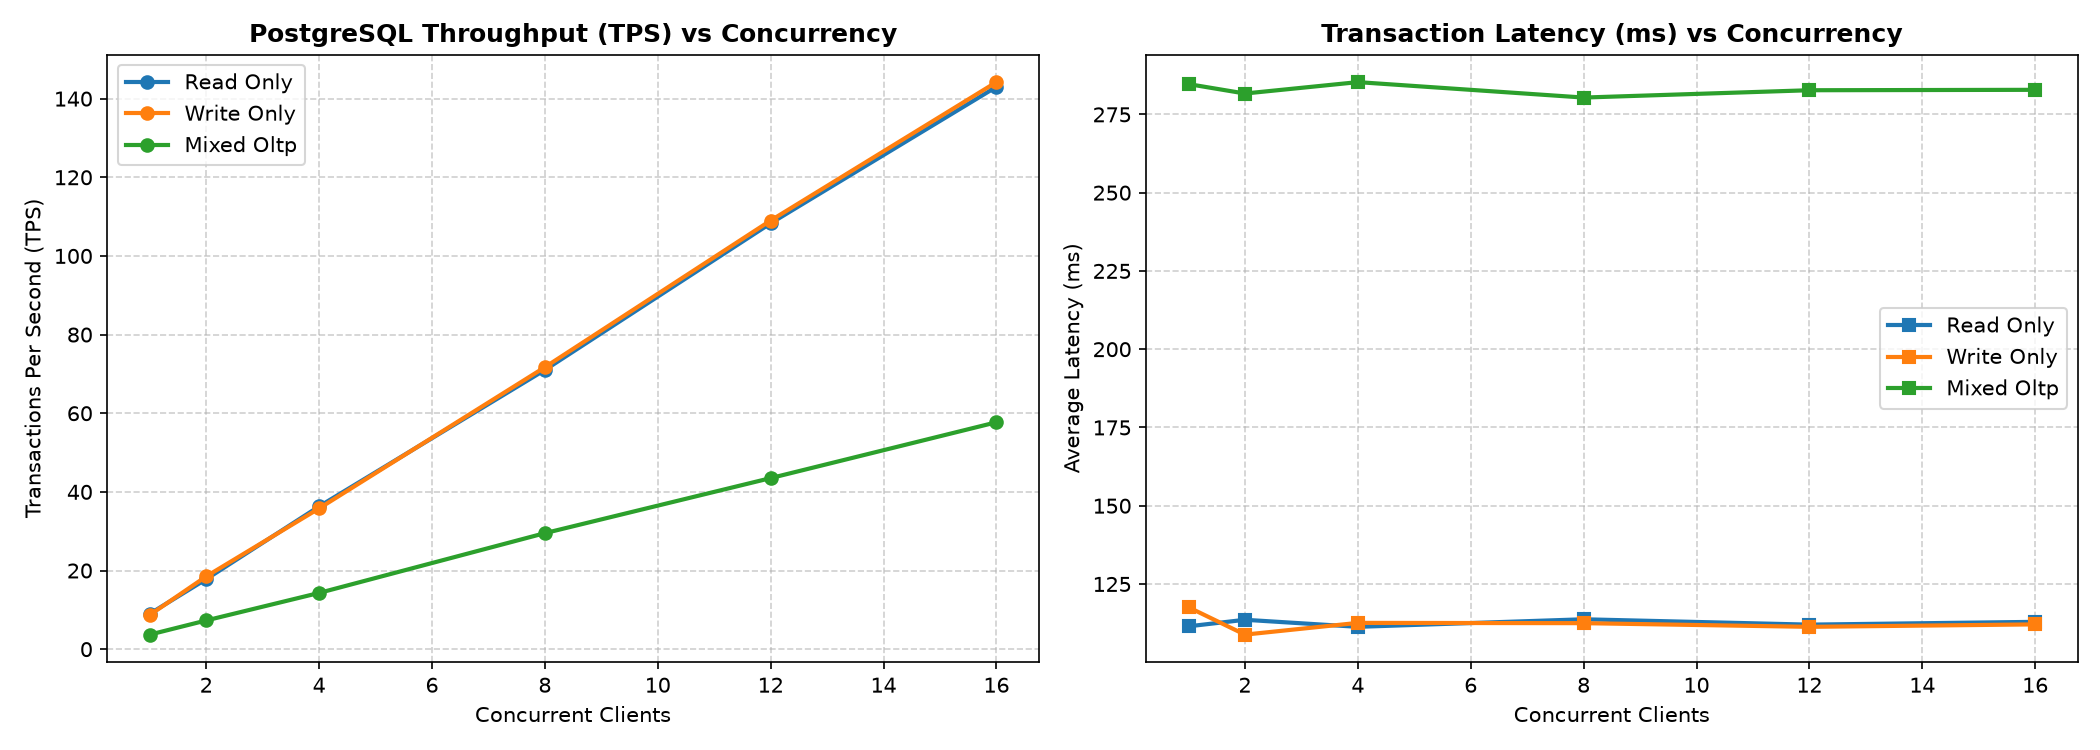 PostgreSQL Throughput (TPS) vs Concurrency
Transactions Per Second (TPS)
140
120
100
80
60
40
20
0
Read Only
Write Only
Mixed Oltp
2 4 6 8 10 12 14 16
Concurrent Clients
Transaction Latency (ms) vs Concurrency
Average Latency (ms)
275
250
225
200
175
150
125
Read Only
Write Only
Mixed Oltp
2 4 6 8 10 12 14 16
Concurrent Clients